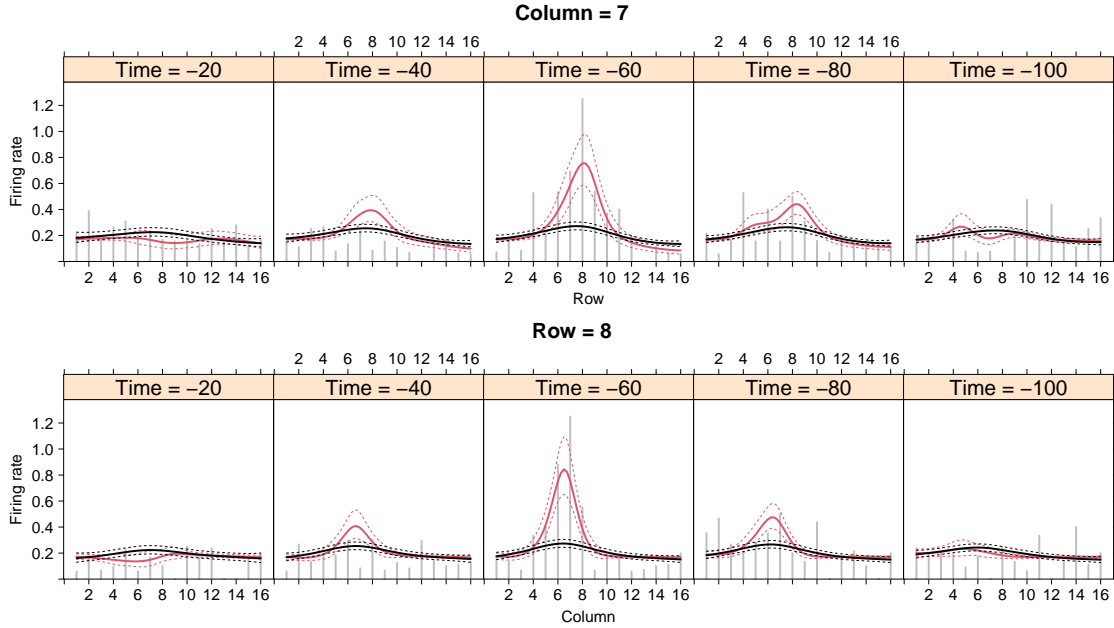 Column = 7
2 4 6 8 10 12 14 16 2 4 6 8 10 12 14 16
Time = −20 Time = −40 Time = −60 Time = −80 Time = −100
1.2
1.0
0.8
0.6
0.4
0.2
Firing rate
2 4 6 8 10 12 14 16 2 4 6 8 10 12 14 16 2 4 6 8 10 12 14 16
Row
Row = 8
2 4 6 8 10 12 14 16 2 4 6 8 10 12 14 16
Time = −20 Time = −40 Time = −60 Time = −80 Time = −100
1.2
1.0
0.8
0.6
0.4
0.2
Firing rate
2 4 6 8 10 12 14 16 2 4 6 8 10 12 14 16 2 4 6 8 10 12 14 16
Column